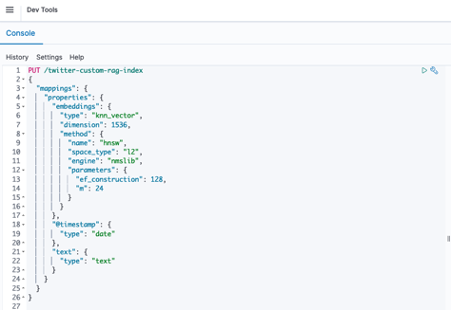 Dev Tools
Console
History Settings Help
1 PUT /twitter-custom-rag-index
2 {
3 "mappings": {
4 "properties": {
5 "embeddings": {
6 "type": "knn_vector",
7 "dimension": 1536,
8 "method": {
9 "name": "hnsw",
10 "space_type": "l2",
11 "engine": "nmslib",
12 "parameters": {
13 "ef_construction": 128,
14 "m": 24
15 }
16 }
17 },
18 "@timestamp": {
19 "type": "date"
20 },
21 "text": {
22 "type": "text"
23 }
24 }
25 }
26 }
27